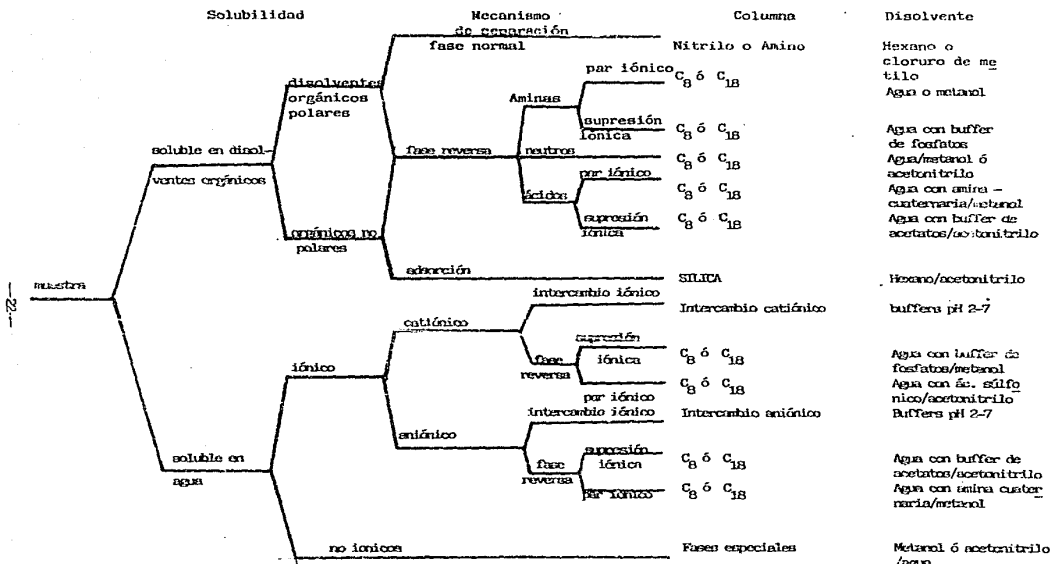 Solubilidad
Mecanismo
de separación
Columna
Disolvente
fase normal
Nitrilo o Amino
Hexano o
cloruro de me
tilo
disolventes
orgánicos
polares
Aminas
par iónico
C8 ó C18
Agua o metanol
supresión
iónica
C8 ó C18
Agua con buffer
de fosfatos
soluble en disol-
ventes orgánicos
fase reversa
neutros
C8 ó C18
Agua/metanol ó
acetonitrilo
par iónico
ácidos
C8 ó C18
Agua con amina -
cuaternaria/metanol
supresión
iónica
C8 ó C18
Agua con buffer de
acetatos/acetonitrilo
orgánicos no
polares
adsorción
SILICA
Hexano/acetonitrilo
muestra
—22.—
intercambio iónico
Intercambio catiónico
buffers pH 2-7
catiónico
supresión
iónica
C8 ó C18
Agua con buffer de
fosfatos/metanol
fase
reversa
iónico
par iónico
C8 ó C18
Agua con ác. súlfo
nico/acetonitrilo
intercambio iónico
Intercambio aniónico
Buffers pH 2-7
aniónico
supresión
iónica
C8 ó C18
Agua con buffer de
acetatos/acetonitrilo
fase
reversa
soluble en
agua
par iónico
C8 ó C18
Agua con amina cuater
naria/metanol
no ionicos
Fases especiales
Metanol ó acetonitrilo
/agua